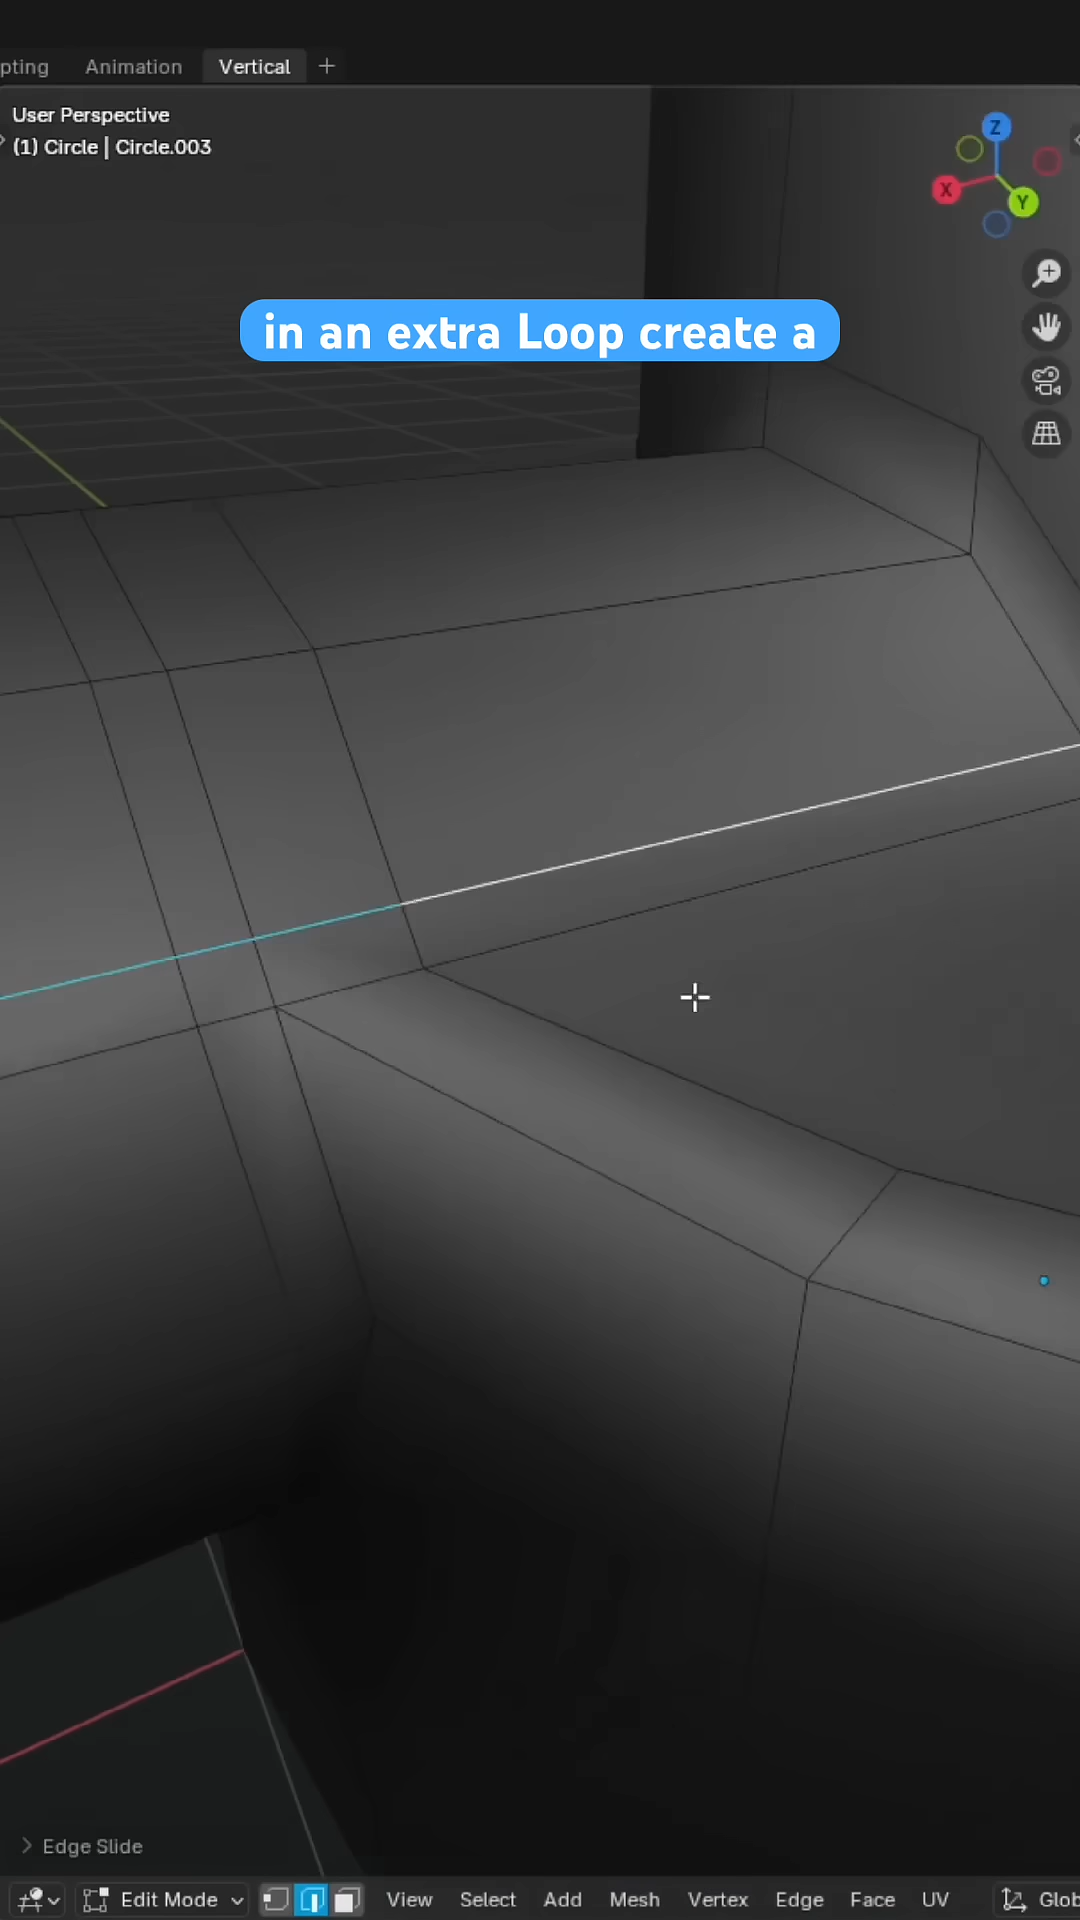 pting Animation Vertical +
User Perspective
(1) Circle | Circle.003
Z
X
Y
in an extra Loop create a
Edge Slide
Edit Mode View Select Add Mesh Vertex Edge Face UV Glob